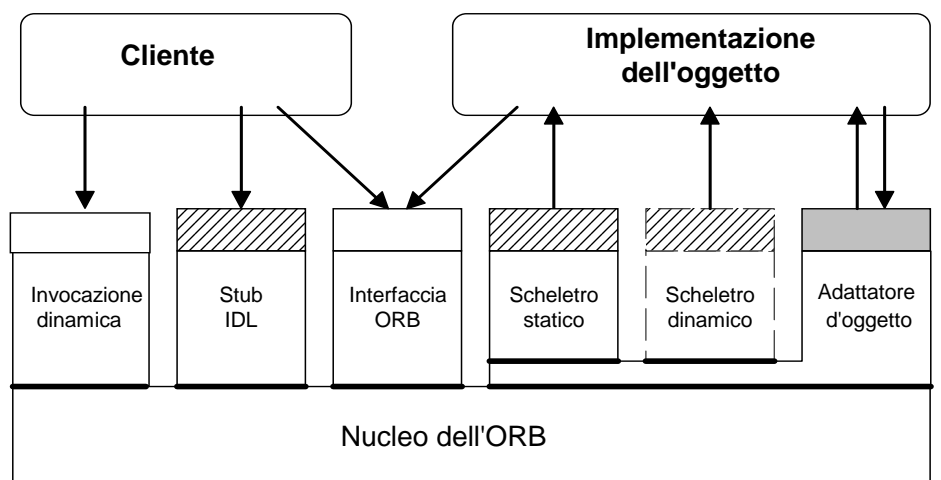 Cliente
Implementazione
dell'oggetto
Invocazione
dinamica
Stub
IDL
Interfaccia
ORB
Scheletro
statico
Scheletro
dinamico
Adattatore
d'oggetto
Nucleo dell'ORB